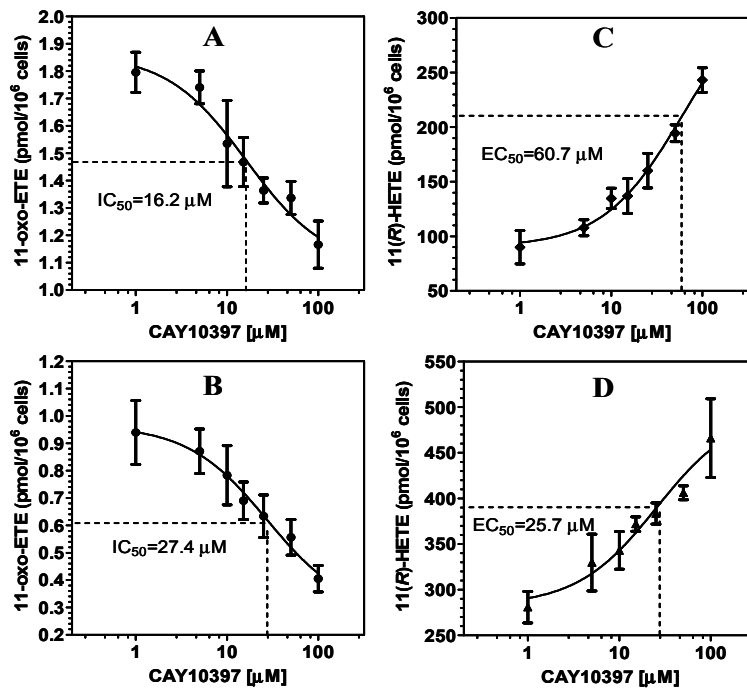 A
11-oxo-ETE (pmol/10⁶ cells)
2.0
1.9
1.8
1.7
1.6
1.5
1.4
1.3
1.2
1.1
1.0
IC₅₀=16.2 µM
1
10
100
CAY10397 [µM]
C
11(R)-HETE (pmol/10⁶ cells)
300
250
200
150
100
50
EC₅₀=60.7 µM
1
10
100
CAY10397 [µM]
B
11-oxo-ETE (pmol/10⁶ cells)
1.2
1.1
1.0
0.9
0.8
0.7
0.6
0.5
0.4
0.3
0.2
IC₅₀=27.4 µM
1
10
100
CAY10397 [µM]
D
11(R)-HETE (pmol/10⁶ cells)
550
500
450
400
350
300
250
EC₅₀=25.7 µM
1
10
100
CAY10397 [µM]